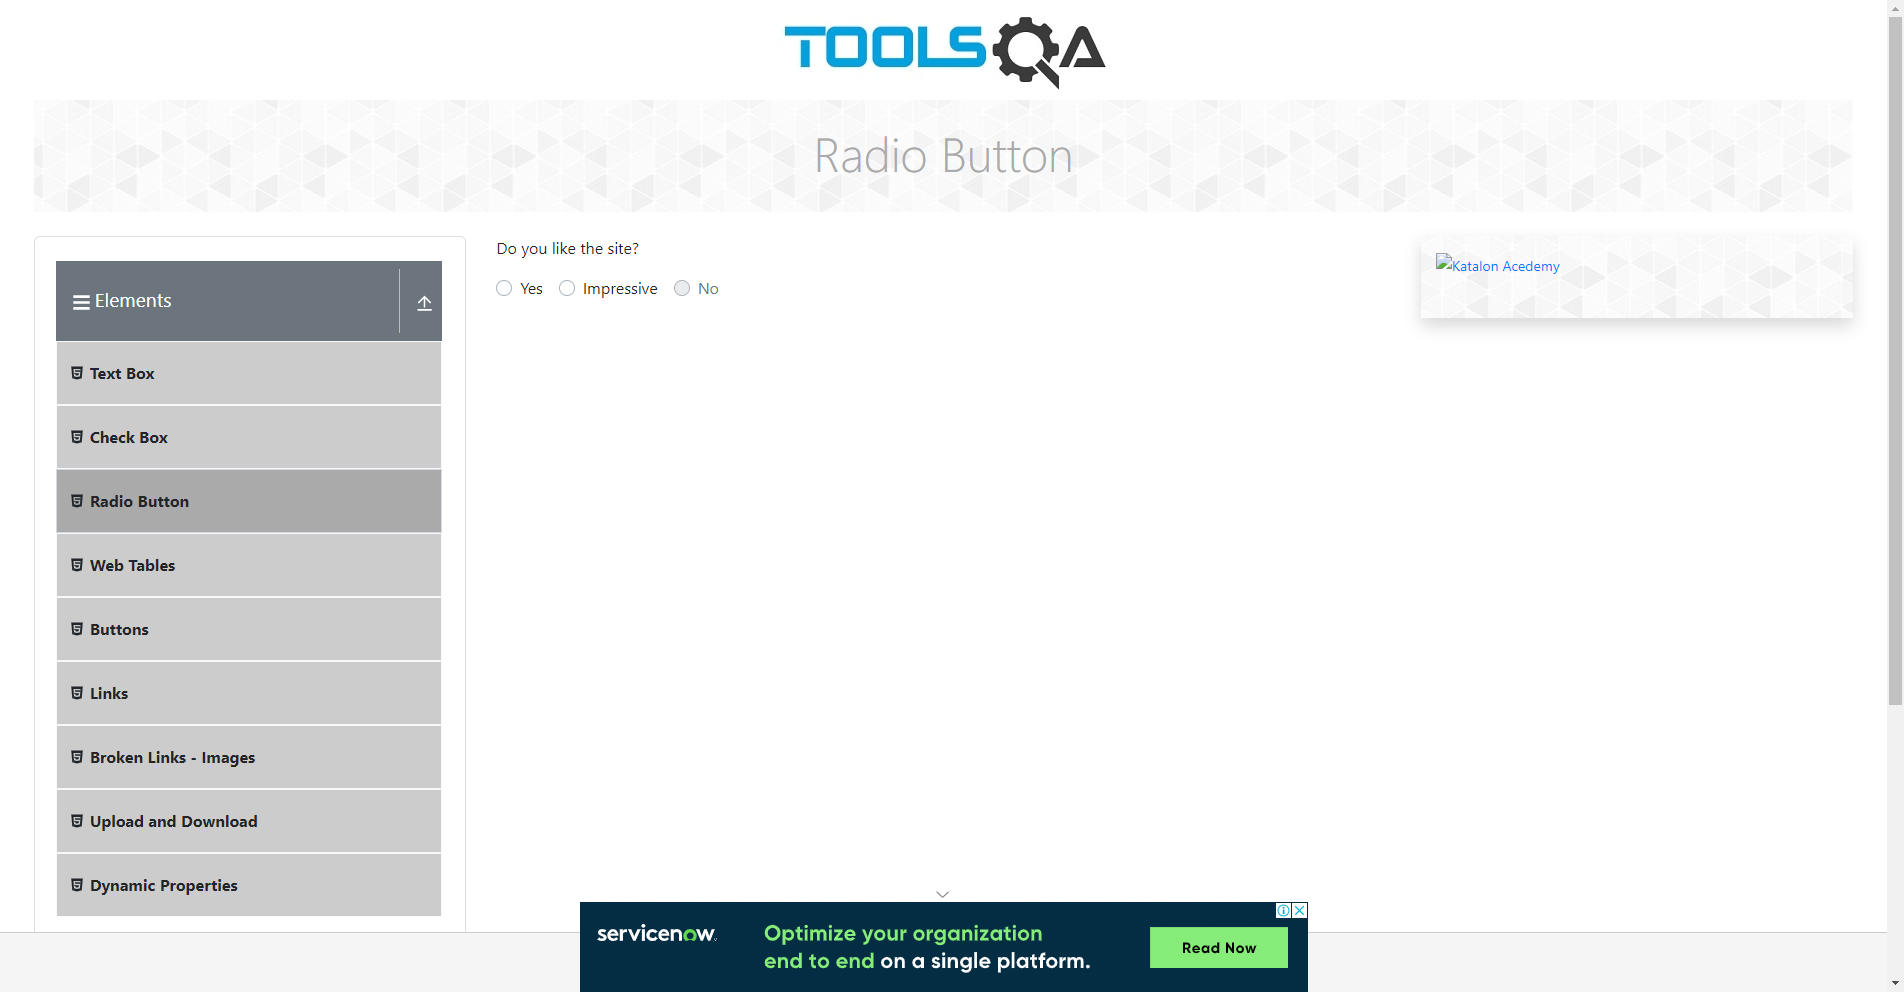 TOOLSQA
Radio Button
Elements
Text Box
Check Box
Radio Button
Web Tables
Buttons
Links
Broken Links - Images
Upload and Download
Dynamic Properties
Do you like the site?
Yes Impressive No
Katalon Acedemy
servicenow
Optimize your organization
end to end on a single platform.
Read Now